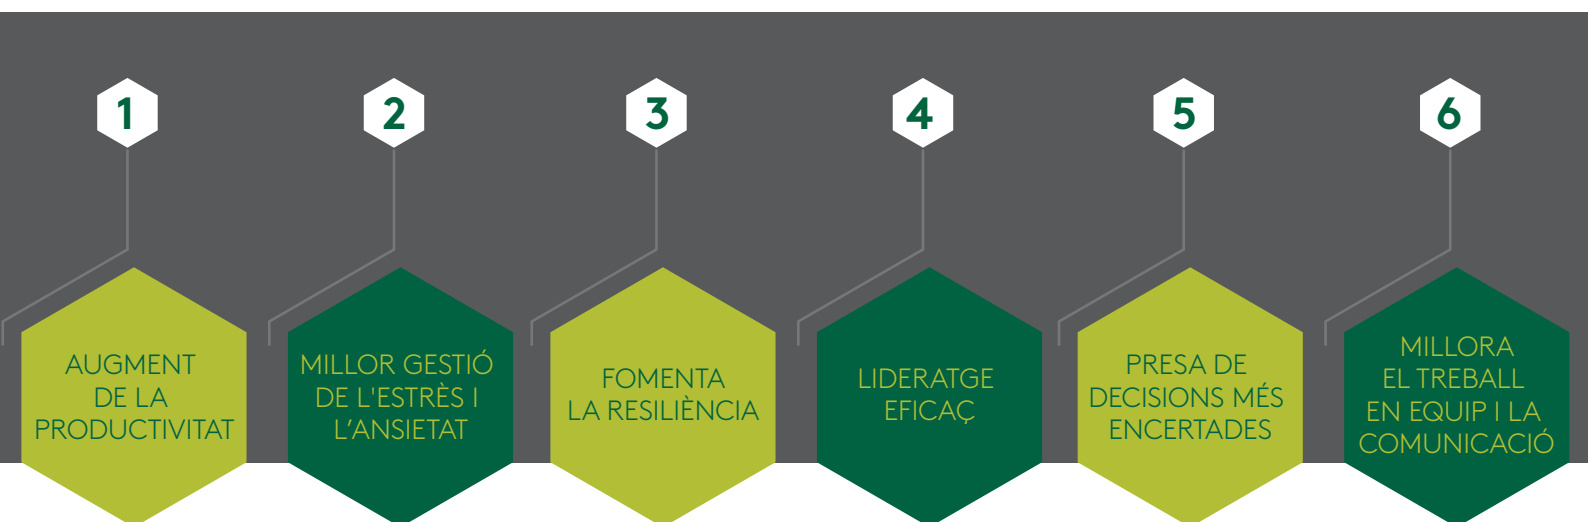 1
AUGMENT
DE LA
PRODUCTIVITAT
2
MILLOR GESTIÓ
DE L'ESTRÈS I
L’ANSIETAT
3
FOMENTA
LA RESILIÈNCIA
4
LIDERATGE
EFICAÇ
5
PRESA DE
DECISIONS MÉS
ENCERTADES
6
MILLORA
EL TREBALL
EN EQUIP I LA
COMUNICACIÓ